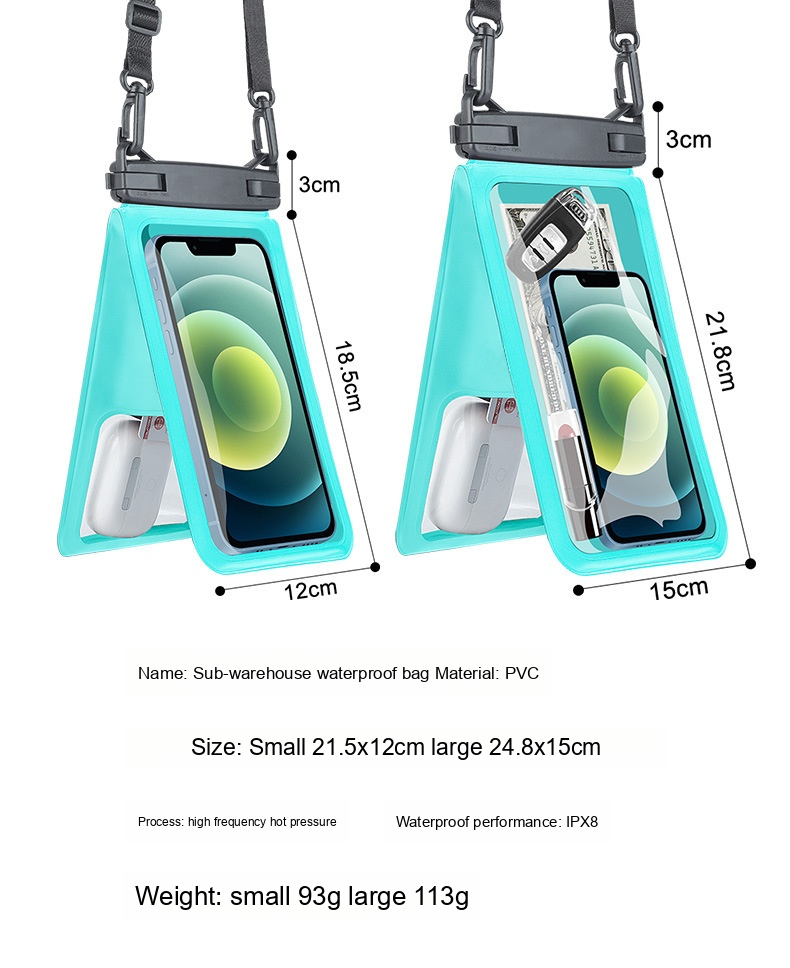 3cm
3cm
18.5cm
21.8cm
12cm
15cm
Name: Sub-warehouse waterproof bag Material: PVC
Size: Small 21.5x12cm large 24.8x15cm
Process: high frequency hot pressure
Waterproof performance: IPX8
Weight: small 93g large 113g